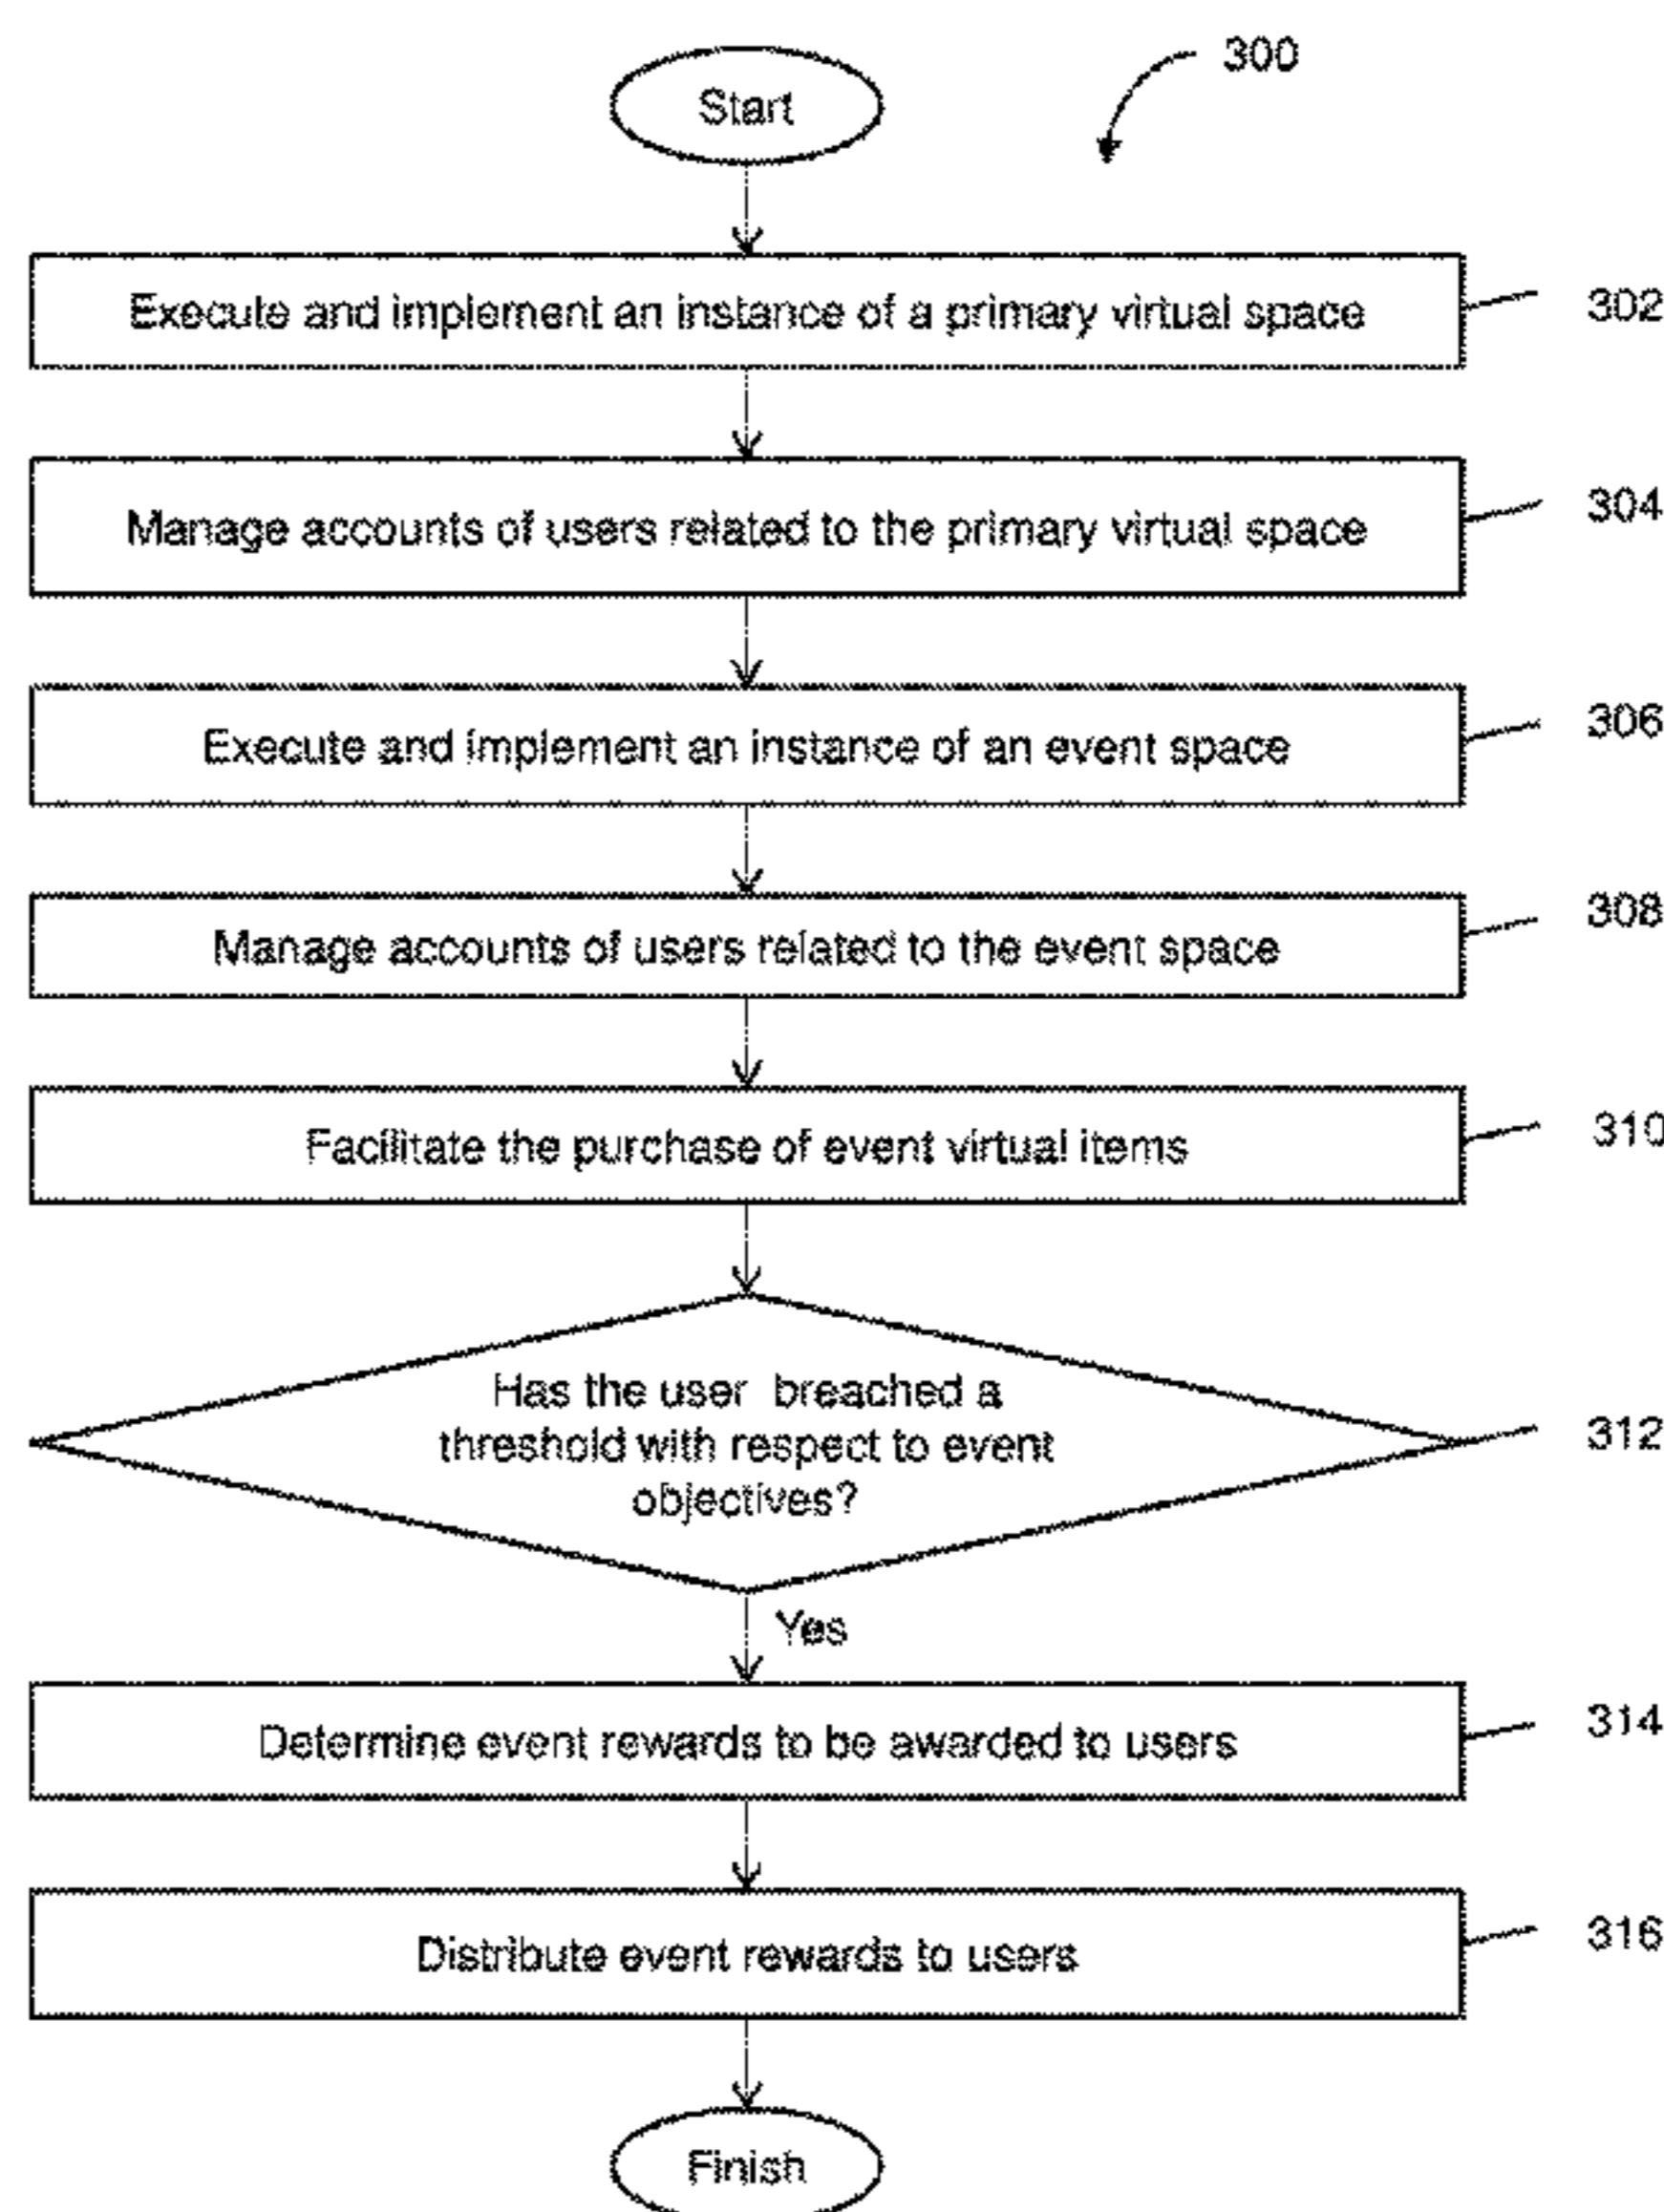 300
Start
Execute and implement an instance of a primary virtual space
302
Manage accounts of users related to the primary virtual space
304
Execute and implement an instance of an event space
306
Manage accounts of users related to the event space
308
Facilitate the purchase of event virtual items
310
Has the user breached a
threshold with respect to event
objectives?
312
Yes
Determine event rewards to be awarded to users
314
Distribute event rewards to users
316
Finish